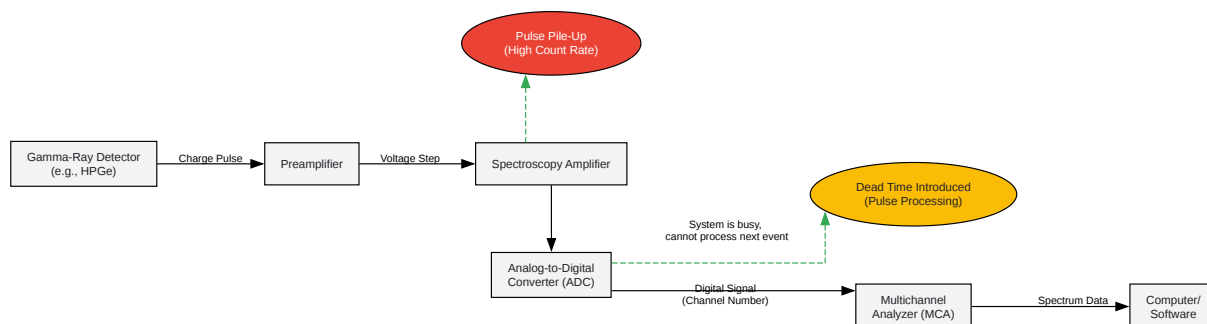 Pulse Pile-Up
(High Count Rate)
Gamma-Ray Detector
(e.g., HPGe)
Charge Pulse
Preamplifier
Voltage Step
Spectroscopy Amplifier
Dead Time Introduced
(Pulse Processing)
System is busy,
cannot process next event
Analog-to-Digital
Converter (ADC)
Digital Signal
(Channel Number)
Multichannel
Analyzer (MCA)
Spectrum Data
Computer/
Software